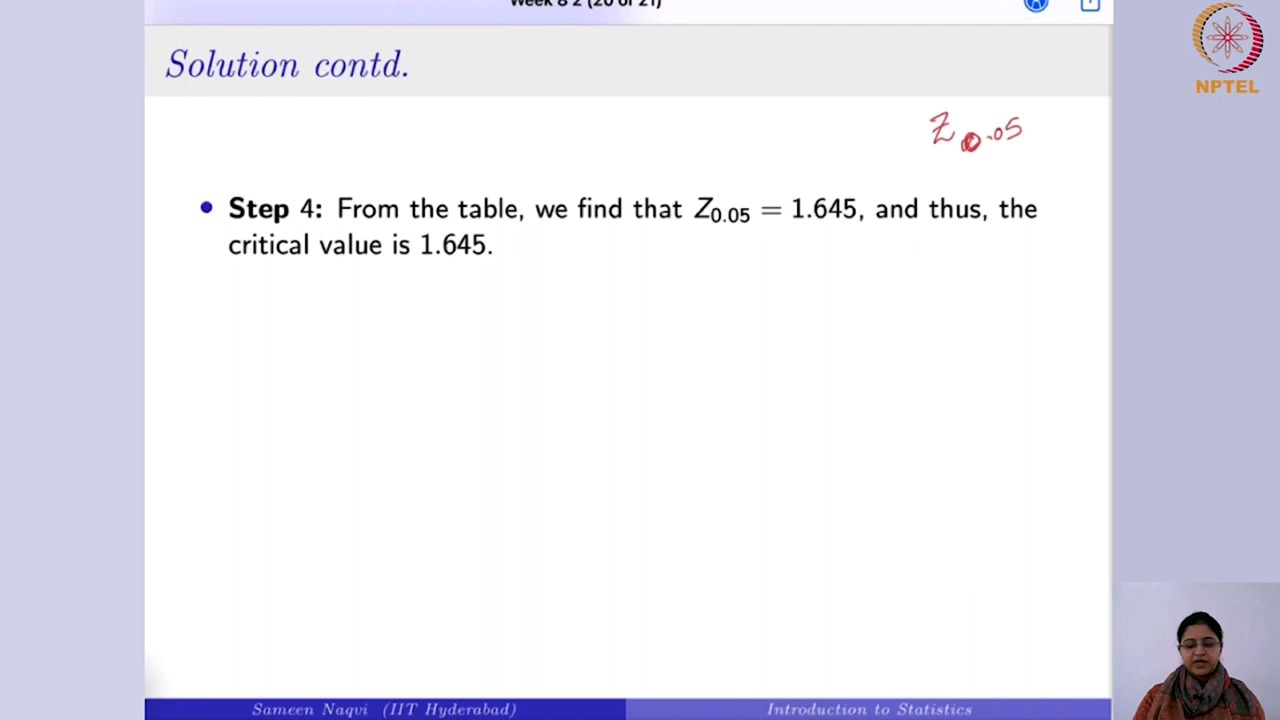 Week 8 2 (20 of 21)
NPTEL
Solution contd.
Z0.05
• Step 4: From the table, we find that Z0.05 = 1.645, and thus, the
critical value is 1.645.
Sameen Naqvi (IIT Hyderabad)
Introduction to Statistics